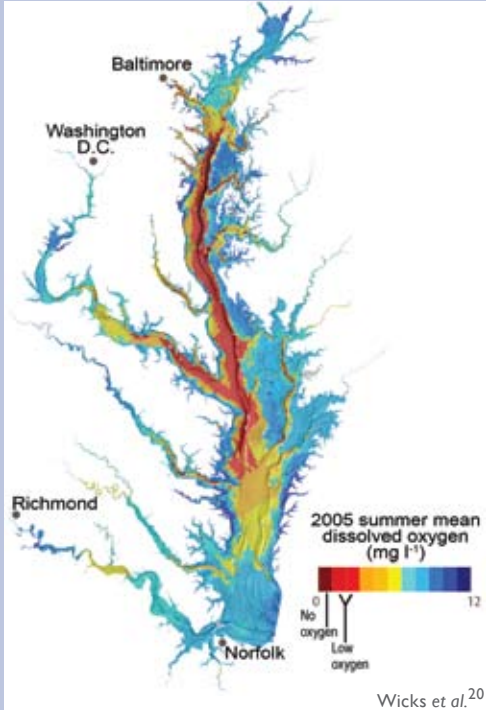 Baltimore
Washington
D.C.
Richmond
2005 summer mean
dissolved oxygen
(mg l⁻¹)
0
12
No
oxygen
Low
oxygen
Norfolk
Wicks et al.²⁰